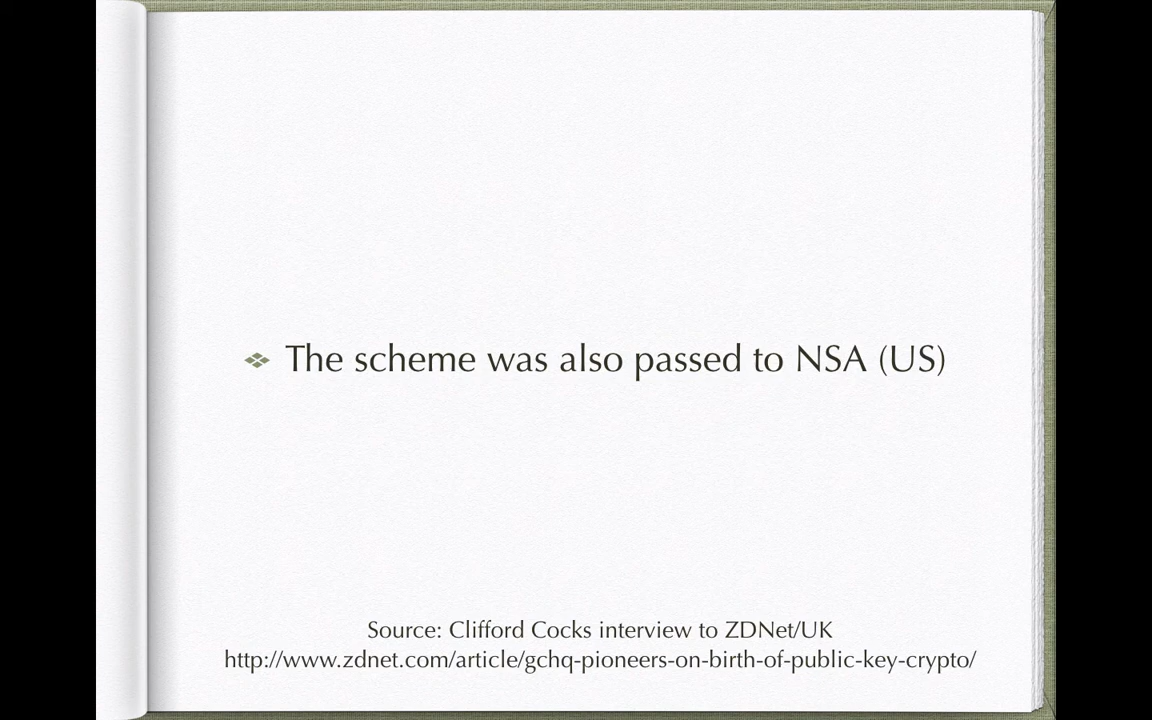 The scheme was also passed to NSA (US)
Source: Clifford Cocks interview to ZDNet/UK
http://www.zdnet.com/article/gchq-pioneers-on-birth-of-public-key-crypto/